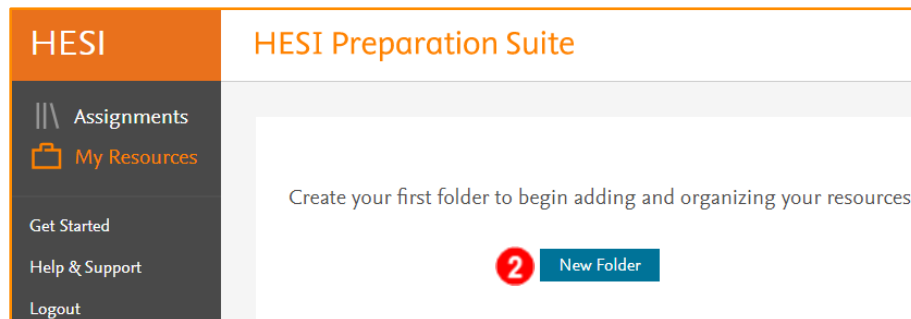 HESI
HESI Preparation Suite
Assignments
My Resources
Get Started
Help & Support
Logout
Create your first folder to begin adding and organizing your resources
2 New Folder